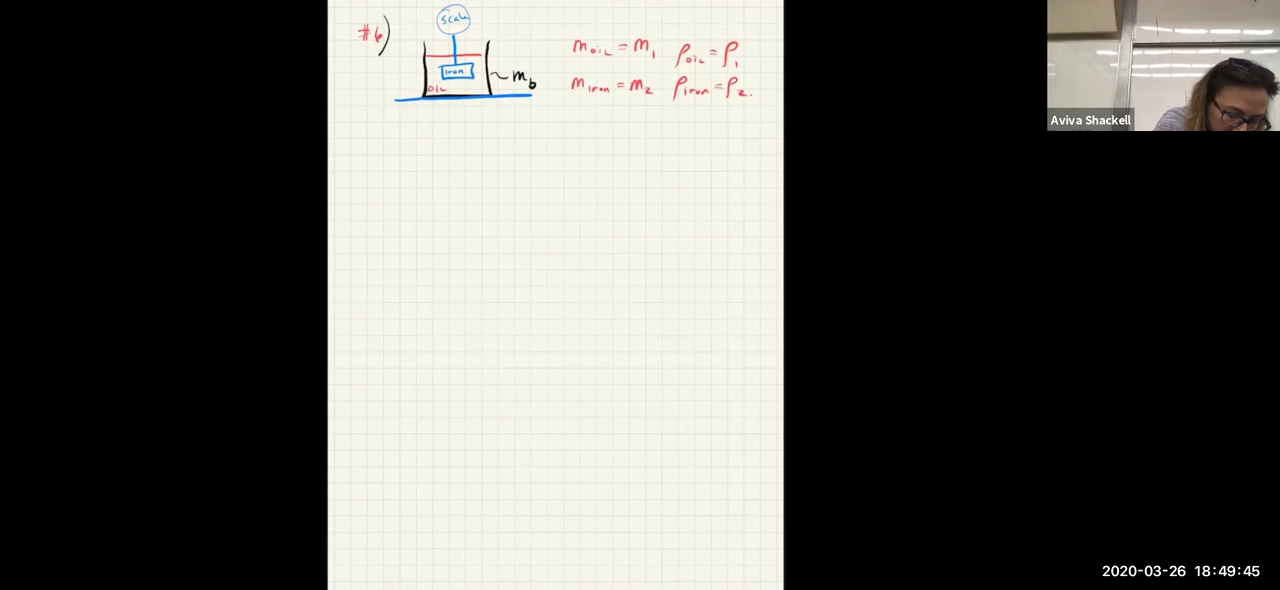 #6)
Scale
iron
oil
~ m_b
m_oil = m_1 ρ_oil = ρ_1
m_iron = m_2 ρ_iron = ρ_2.
Aviva Shackell
2020-03-26 18:49:45